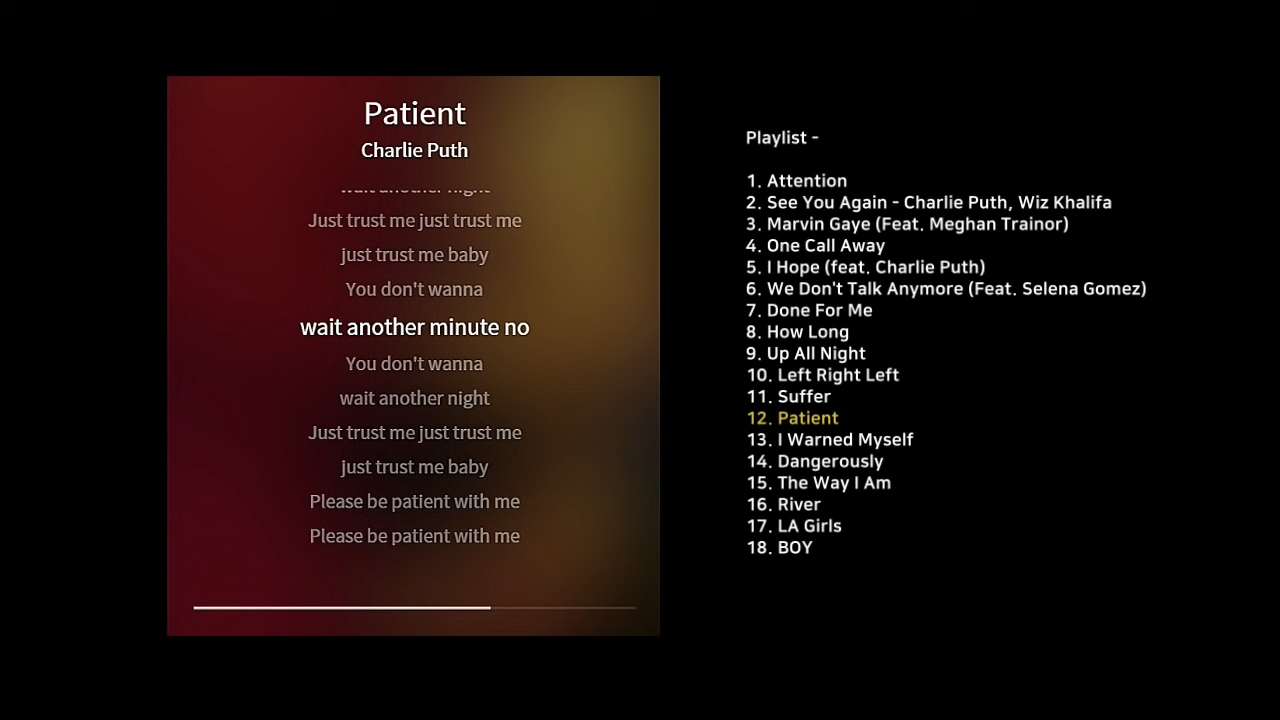 Patient
Charlie Puth
wait another night
Just trust me just trust me
just trust me baby
You don't wanna
wait another minute no
You don't wanna
wait another night
Just trust me just trust me
just trust me baby
Please be patient with me
Please be patient with me
Playlist -
1. Attention
2. See You Again - Charlie Puth, Wiz Khalifa
3. Marvin Gaye (Feat. Meghan Trainor)
4. One Call Away
5. I Hope (feat. Charlie Puth)
6. We Don't Talk Anymore (Feat. Selena Gomez)
7. Done For Me
8. How Long
9. Up All Night
10. Left Right Left
11. Suffer
12. Patient
13. I Warned Myself
14. Dangerously
15. The Way I Am
16. River
17. LA Girls
18. BOY